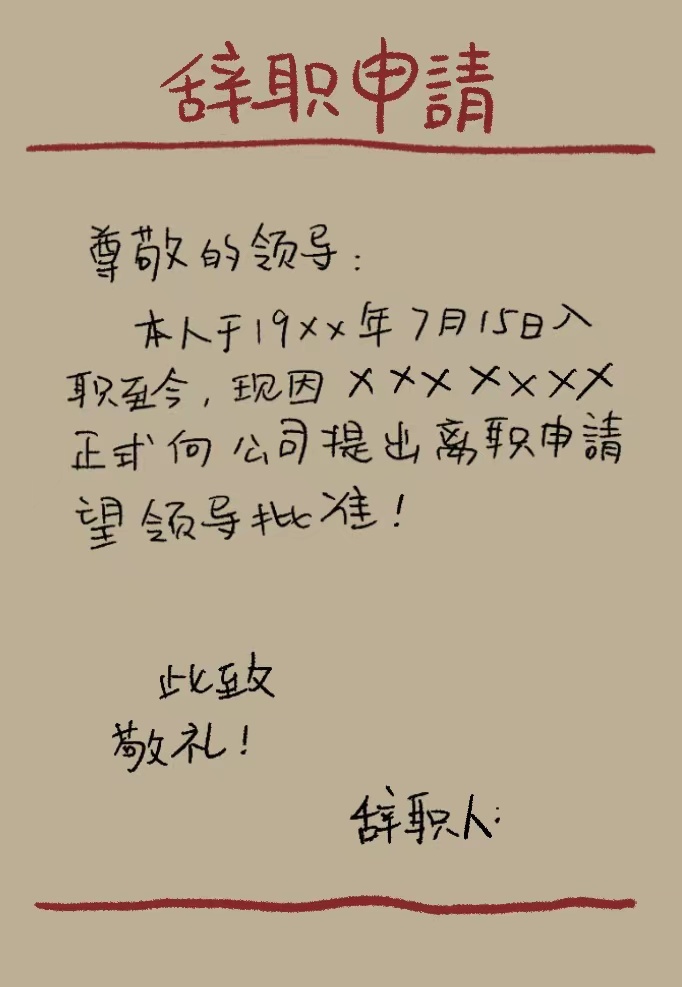 辞职申請
尊敬的领导：
本人于19xx年7月15日入
职至今，现因XXXXXXX
正式向公司提出离职申請
望领导批准！
此致
敬礼！
辞职人：